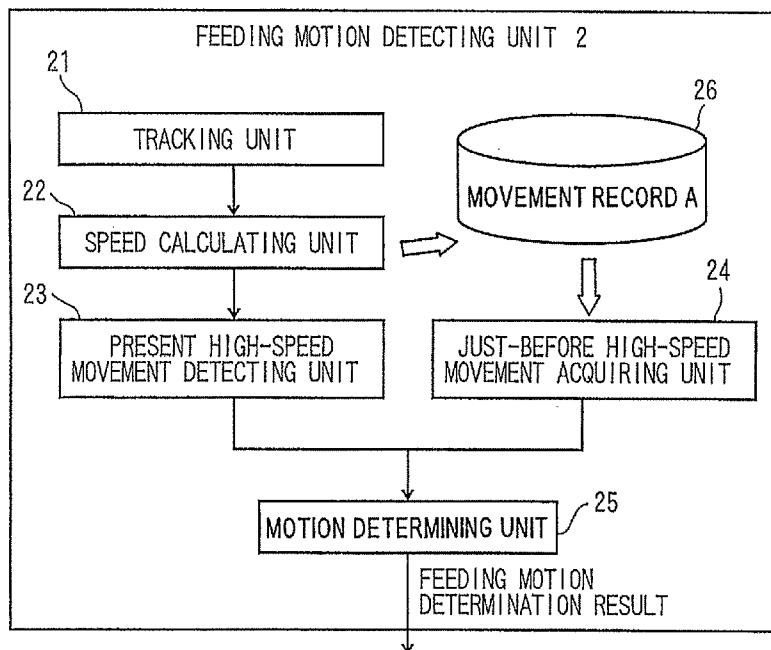 FEEDING MOTION DETECTING UNIT 2
21
TRACKING UNIT
26
MOVEMENT RECORD A
22
SPEED CALCULATING UNIT
23
PRESENT HIGH-SPEED
MOVEMENT DETECTING UNIT
24
JUST-BEFORE HIGH-SPEED
MOVEMENT ACQUIRING UNIT
25
MOTION DETERMINING UNIT
FEEDING MOTION
DETERMINATION RESULT